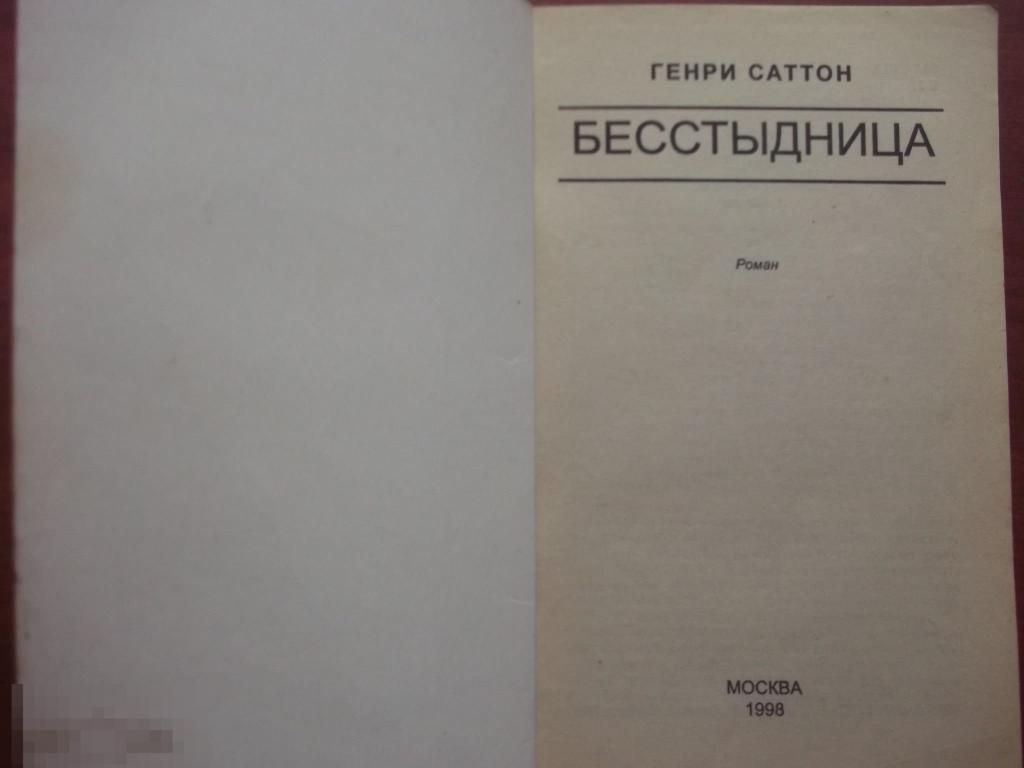 ГЕНРИ САТТОН
БЕССТЫДНИЦА
Роман
МОСКВА
1998